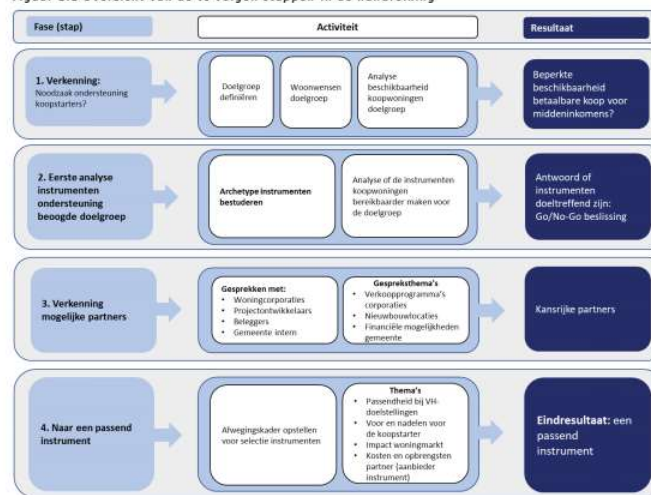 Fase (stap)
Activiteit
Resultaat
1. Verkenning:
Noodzaak ondersteuning
koopstarters?
Doelgroep
definiëren
Woonwensen
doelgroep
Analyse
beschikbaarheid
koopwoningen
doelgroep
Beperkte
beschikbaarheid
betaalbare koop voor
middeninkomens?
2. Eerste analyse
instrumenten
ondersteuning
beoogde doelgroep
Archetype instrumenten
bestuderen
Analyse of de instrumenten
koopwoningen
bereikbaarder maken voor
de doelgroep
Antwoord of
instrumenten
doeltreffend zijn:
Go/No-Go beslissing
3. Verkenning
mogelijke partners
Gesprekken met:
• Woningcorporaties
• Projectontwikkelaars
• Beleggers
• Gemeente intern
Gespreksthema's
• Verkoopprogramma's
corporaties
• Nieuwbouwlocaties
• Financiële mogelijkheden
gemeente
Kansrijke partners
4. Naar een passend
instrument
Afwegingskader opstellen
voor selectie instrumenten
Thema's
• Passendheid bij VH-
doelstellingen
• Voor en nadelen voor
de koopstarter
• Impact woningmarkt
• Kosten en opbrengsten
partner (aanbieder
instrument)
Eindresultaat: een
passend
instrument